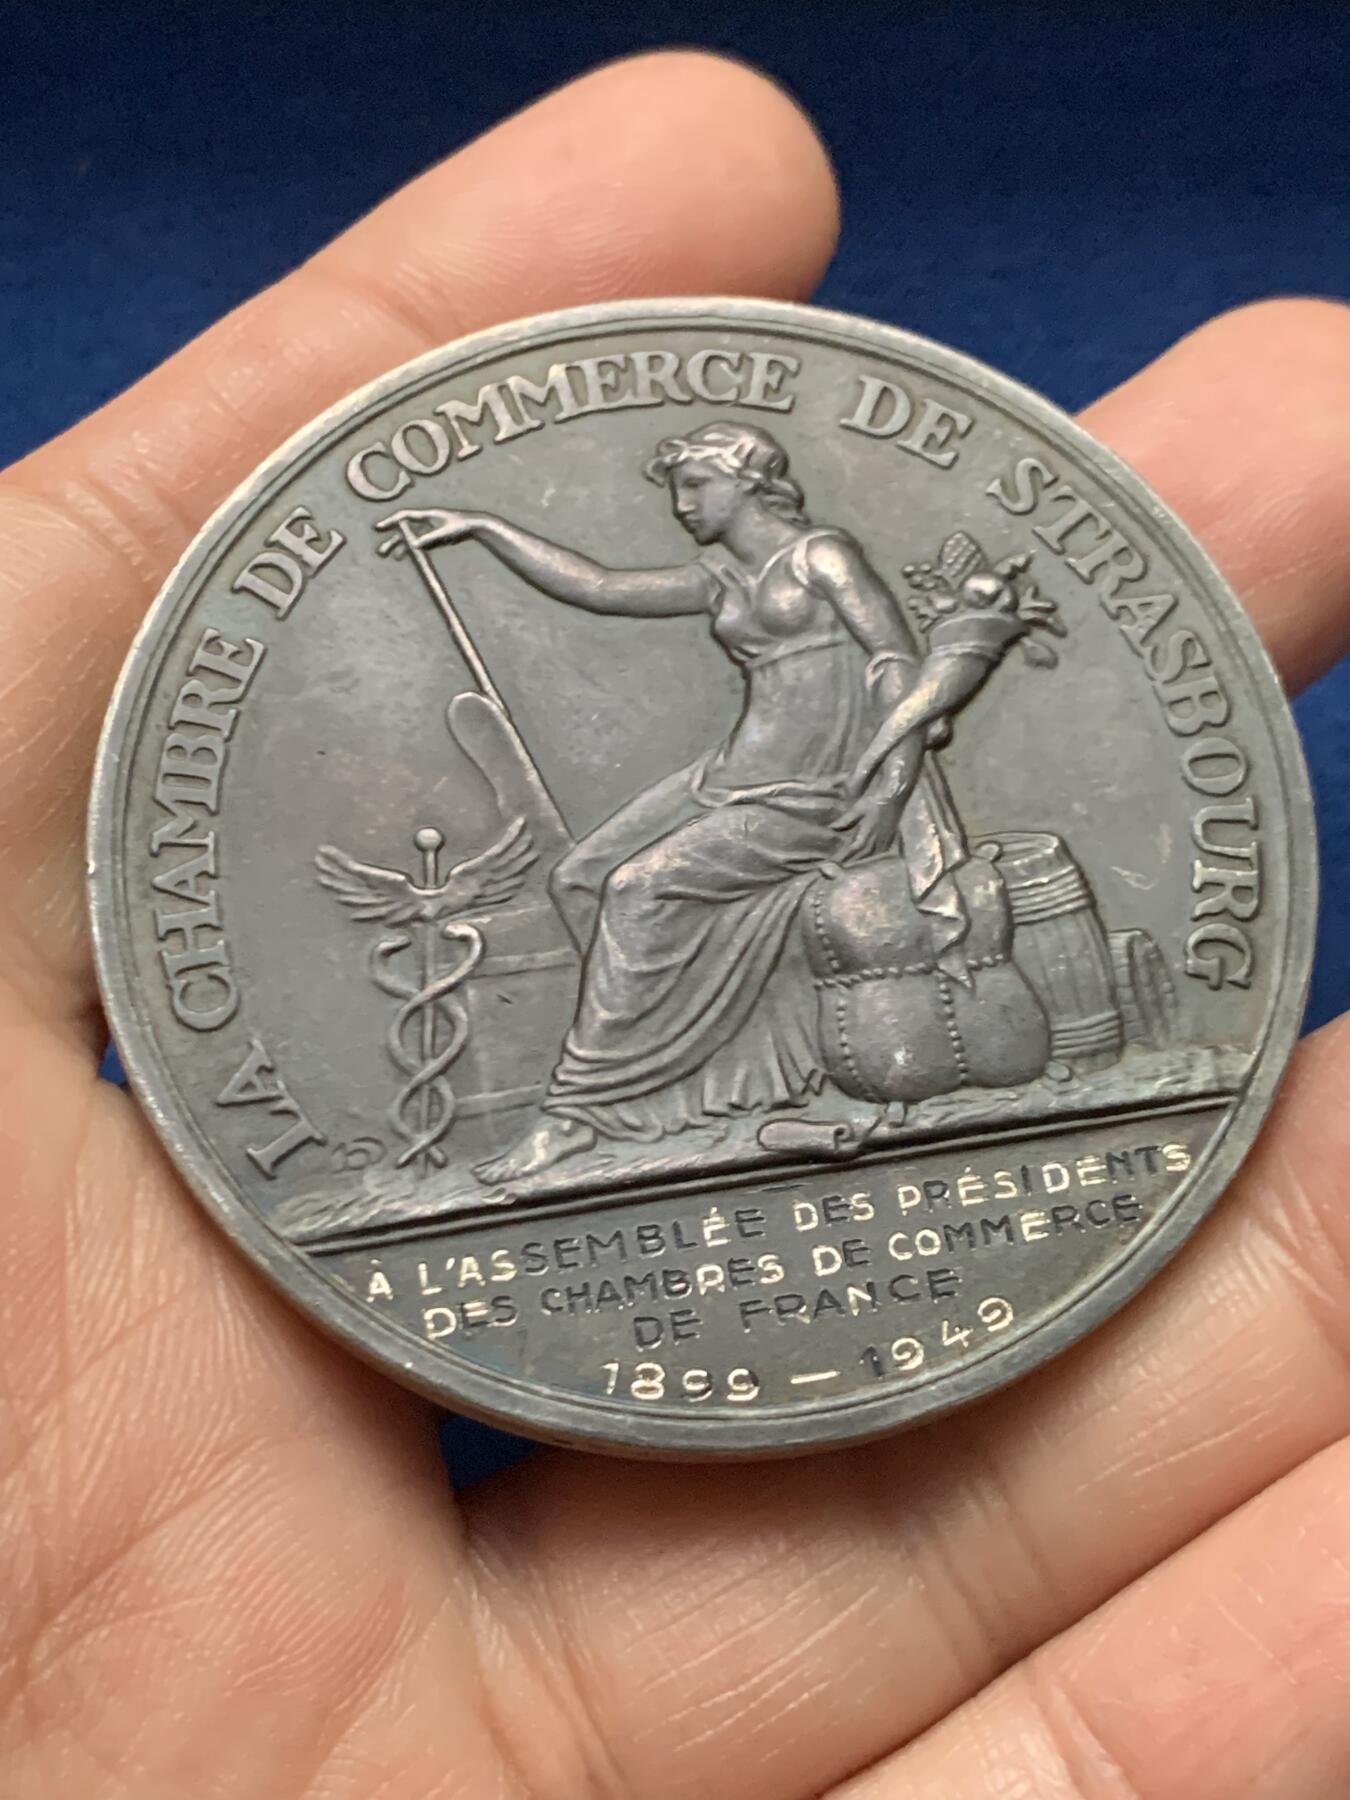 LA CHAMBRE DE COMMERCE DE STRASBOURG
À L'ASSEMBLÉE DES PRÉSIDENTS
DES CHAMBRES DE COMMERCE
DE FRANCE
1899 — 1949